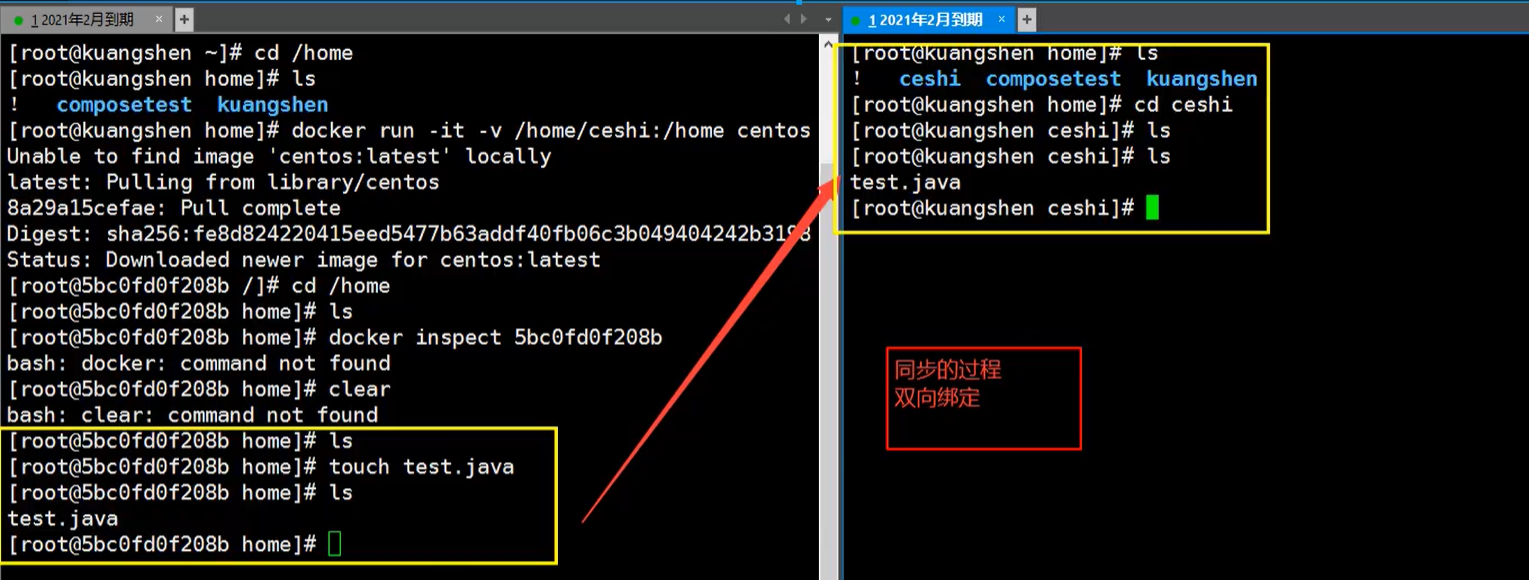 1 2021年2月到期 × +
[root@kuangshen ~]# cd /home
[root@kuangshen home]# ls
! composetest kuangshen
[root@kuangshen home]# docker run -it -v /home/ceshi:/home centos
Unable to find image 'centos:latest' locally
latest: Pulling from library/centos
8a29a15cefae: Pull complete
Digest: sha256:fe8d824220415eed5477b63addf40fb06c3b049404242b3198
Status: Downloaded newer image for centos:latest
[root@5bc0fd0f208b /]# cd /home
[root@5bc0fd0f208b home]# ls
[root@5bc0fd0f208b home]# docker inspect 5bc0fd0f208b
bash: docker: command not found
[root@5bc0fd0f208b home]# clear
bash: clear: command not found
[root@5bc0fd0f208b home]# ls
[root@5bc0fd0f208b home]# touch test.java
[root@5bc0fd0f208b home]# ls
test.java
[root@5bc0fd0f208b home]#
1 2021年2月到期 × +
[root@kuangshen home]# ls
! ceshi composetest kuangshen
[root@kuangshen home]# cd ceshi
[root@kuangshen ceshi]# ls
[root@kuangshen ceshi]# ls
test.java
[root@kuangshen ceshi]#
同步的过程
双向绑定